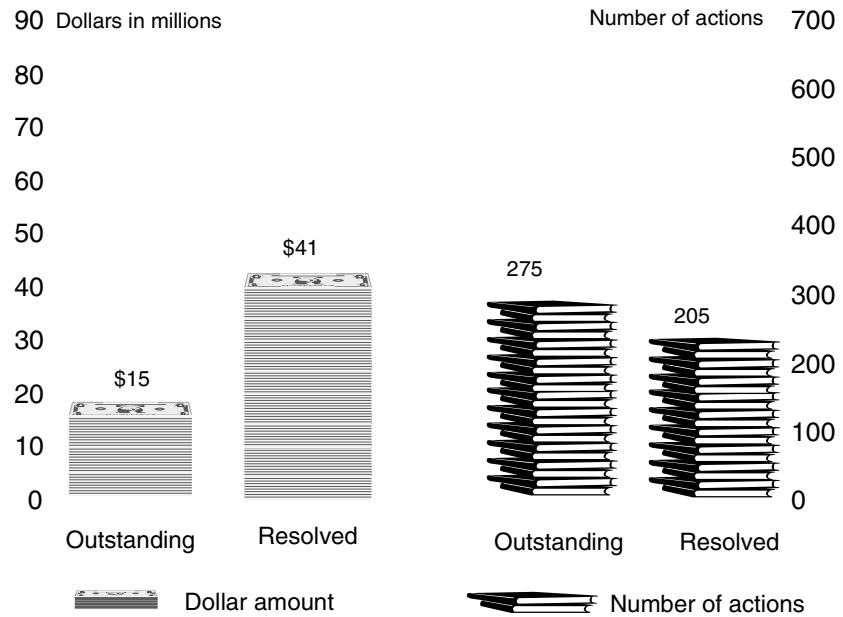 90 Dollars in millions
80
70
60
50
40
30
20
10
0
$15
$41
Outstanding
Resolved
Number of actions 700
600
500
400
300
200
100
0
275
205
Outstanding
Resolved
Dollar amount
Number of actions